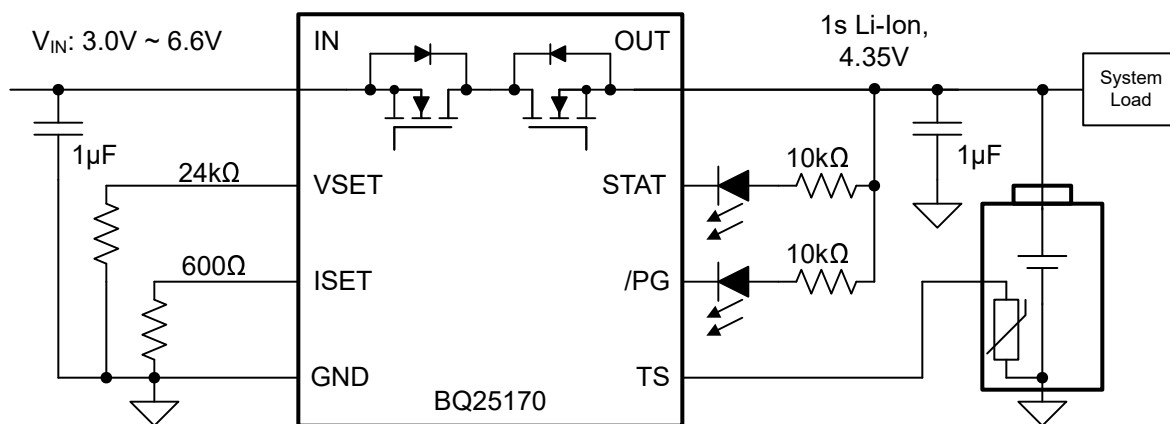 V_IN: 3.0V ~ 6.6V
IN
OUT
1s Li-Ion,
4.35V
System
Load
1µF
24kΩ
VSET
STAT
10kΩ
1µF
600Ω
ISET
/PG
10kΩ
GND
TS
BQ25170